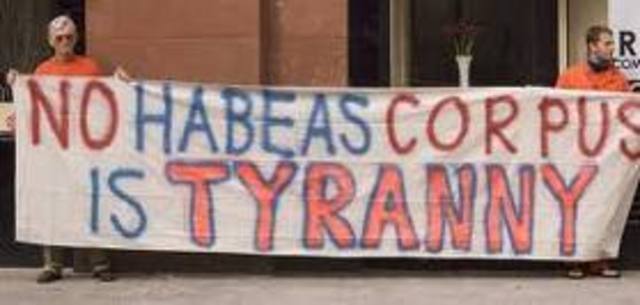 NO HABEAS CORPUS
IS TYRANNY